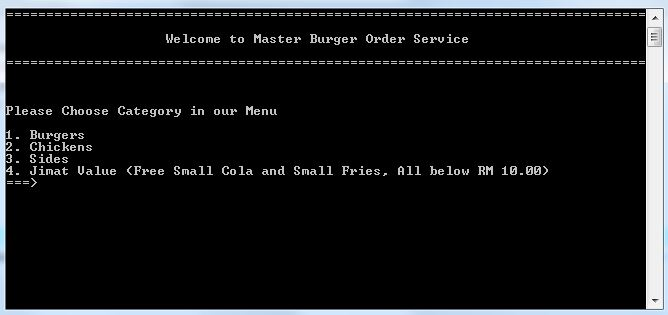 ================================================================================
Welcome to Master Burger Order Service
================================================================================
Please Choose Category in our Menu
1. Burgers
2. Chickens
3. Sides
4. Jimat Value (Free Small Cola and Small Fries, All below RM 10.00)
===>